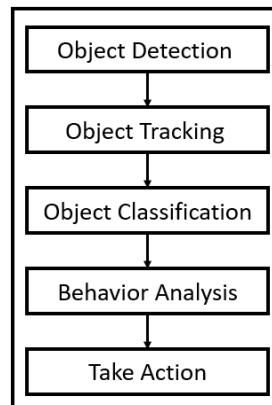 Object Detection
Object Tracking
Object Classification
Behavior Analysis
Take Action